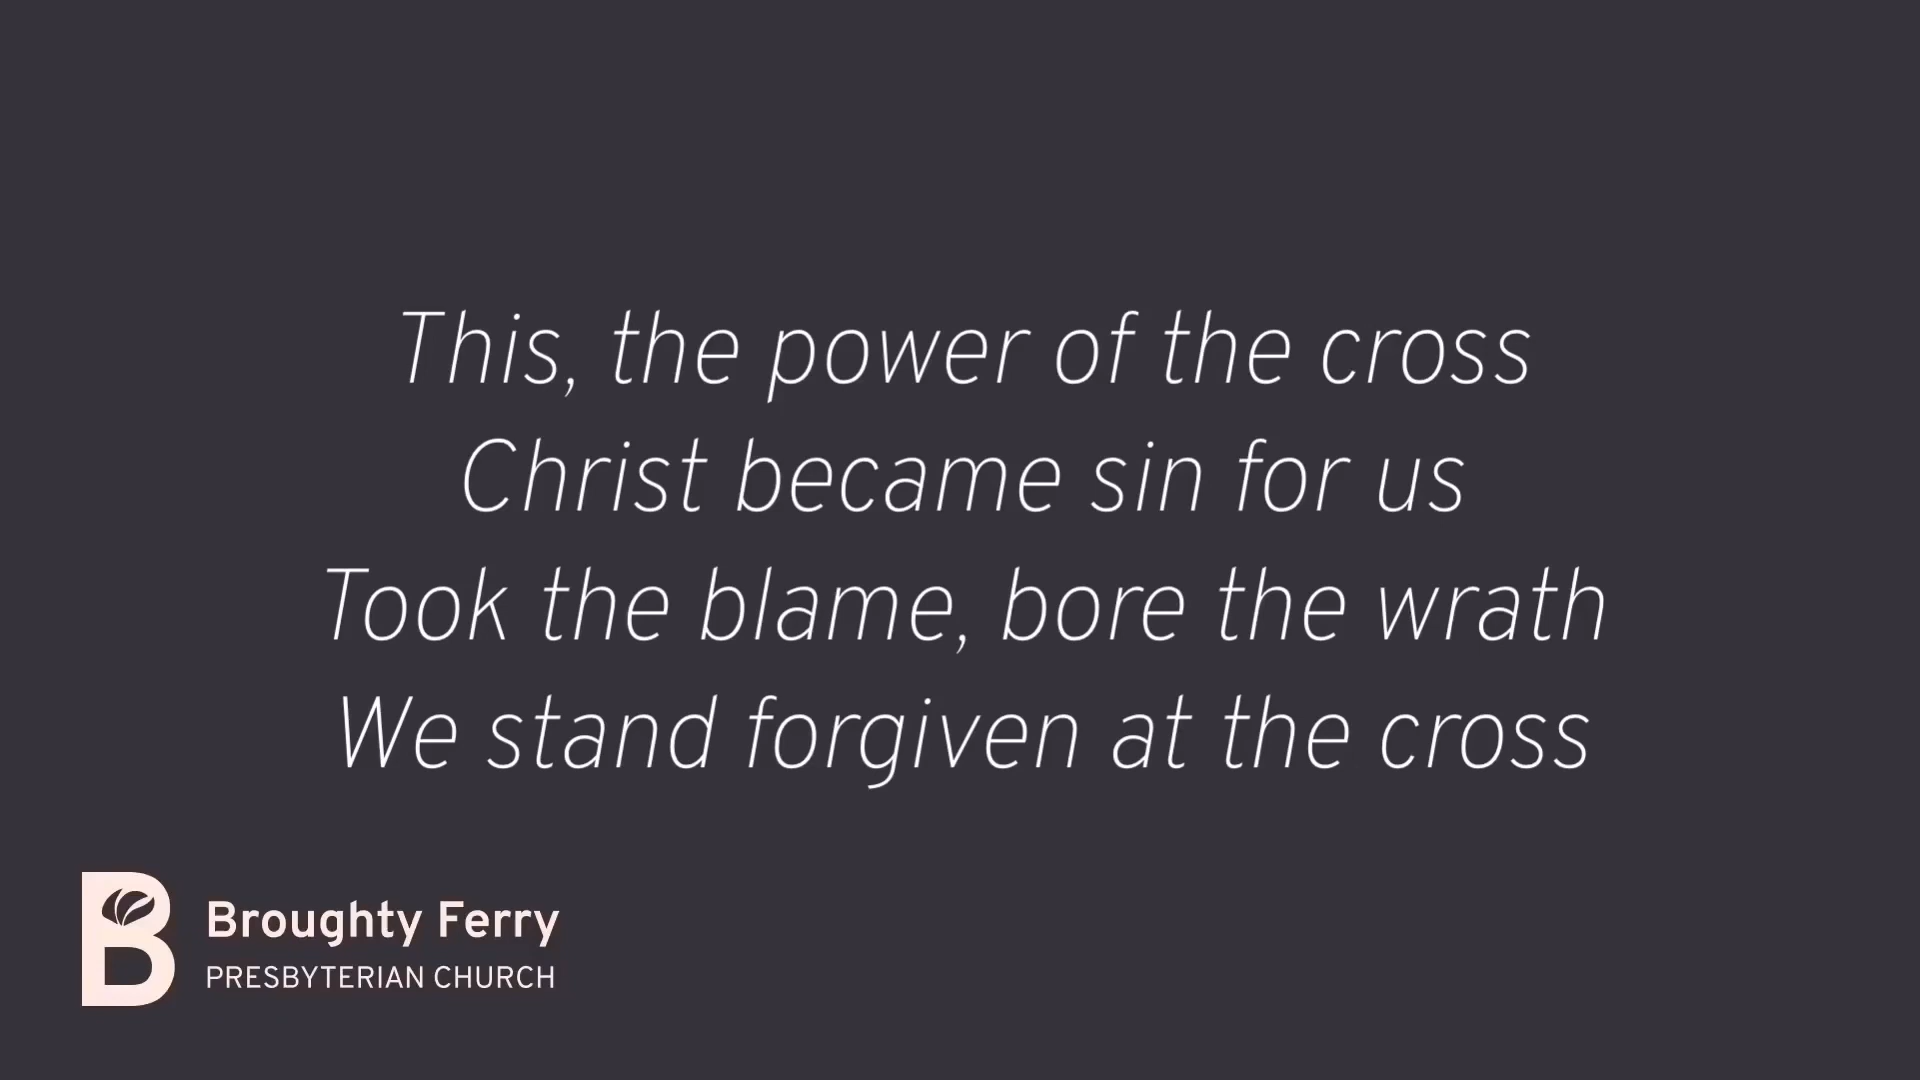 This, the power of the cross
Christ became sin for us
Took the blame, bore the wrath
We stand forgiven at the cross
Broughty Ferry
PRESBYTERIAN CHURCH